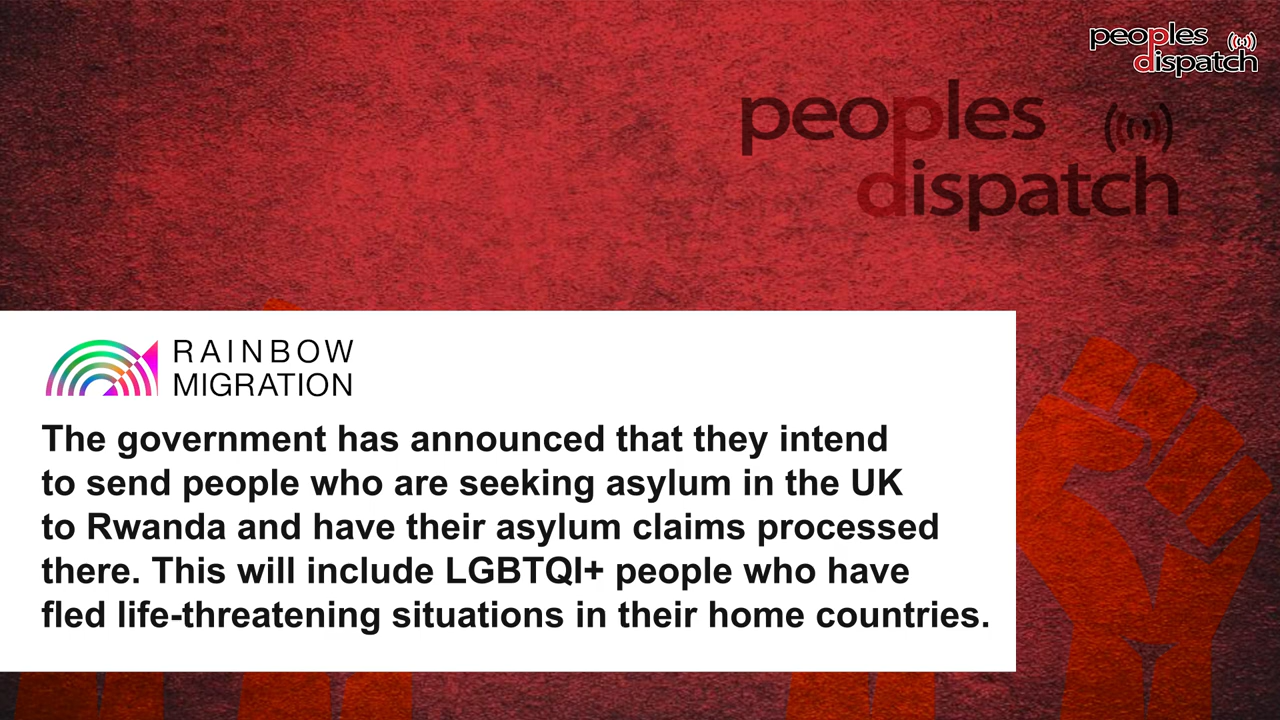 peoples
dispatch
peoples
dispatch
RAINBOW
MIGRATION
The government has announced that they intend
to send people who are seeking asylum in the UK
to Rwanda and have their asylum claims processed
there. This will include LGBTQI+ people who have
fled life-threatening situations in their home countries.